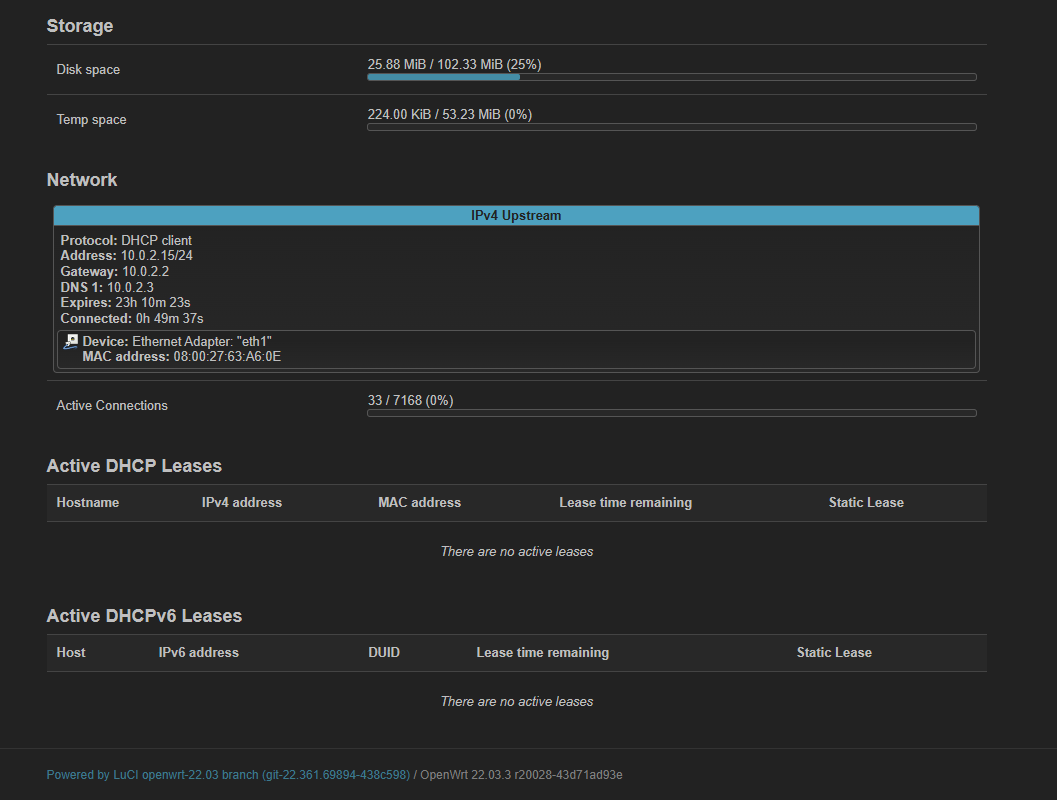 Storage
Disk space
25.88 MiB / 102.33 MiB (25%)
Temp space
224.00 KiB / 53.23 MiB (0%)
Network
IPv4 Upstream
Protocol: DHCP client
Address: 10.0.2.15/24
Gateway: 10.0.2.2
DNS 1: 10.0.2.3
Expires: 23h 10m 23s
Connected: 0h 49m 37s
Device: Ethernet Adapter: "eth1"
MAC address: 08:00:27:63:A6:0E
Active Connections
33 / 7168 (0%)
Active DHCP Leases
Hostname IPv4 address MAC address Lease time remaining Static Lease
There are no active leases
Active DHCPv6 Leases
Host IPv6 address DUID Lease time remaining Static Lease
There are no active leases
Powered by LuCI openwrt-22.03 branch (git-22.361.69894-438c598) / OpenWrt 22.03.3 r20028-43d71ad93e